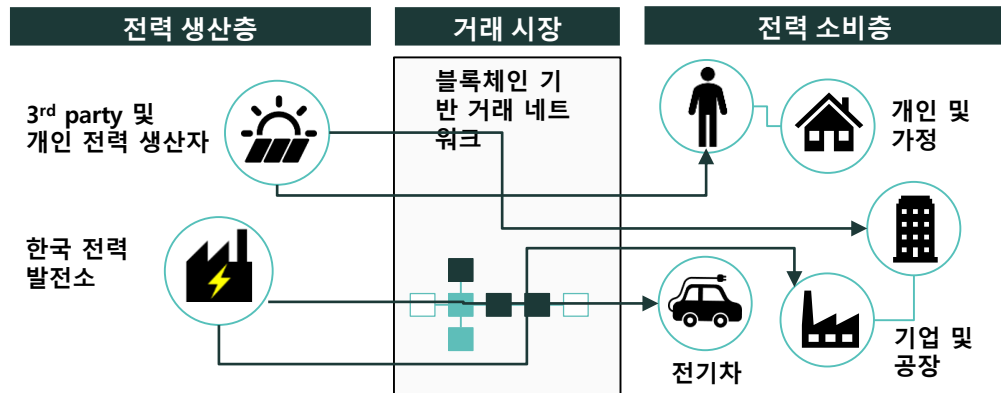 전력 생산층
거래 시장
전력 소비층
3rd party 및
개인 전력 생산자
블록체인 기
반 거래 네트
워크
개인 및
가정
한국 전력
발전소
전기차
기업 및
공장